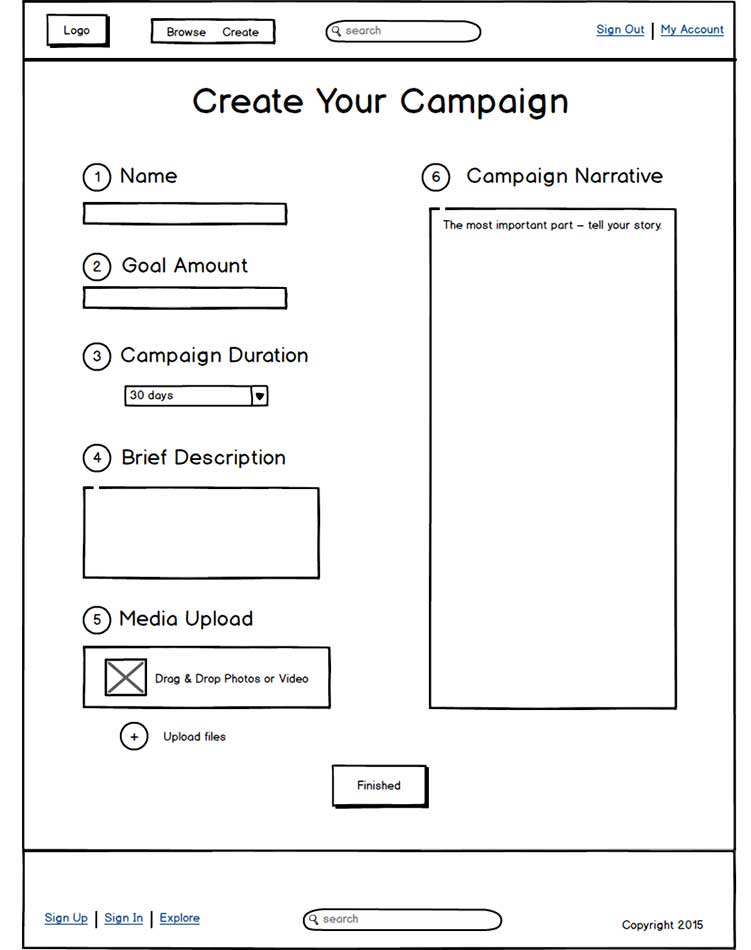 Logo
Browse Create
search
Sign Out | My Account
Create Your Campaign
1 Name
2 Goal Amount
3 Campaign Duration
30 days
4 Brief Description
5 Media Upload
Drag & Drop Photos or Video
+ Upload files
6 Campaign Narrative
The most important part – tell your story.
Finished
Sign Up | Sign In | Explore
search
Copyright 2015